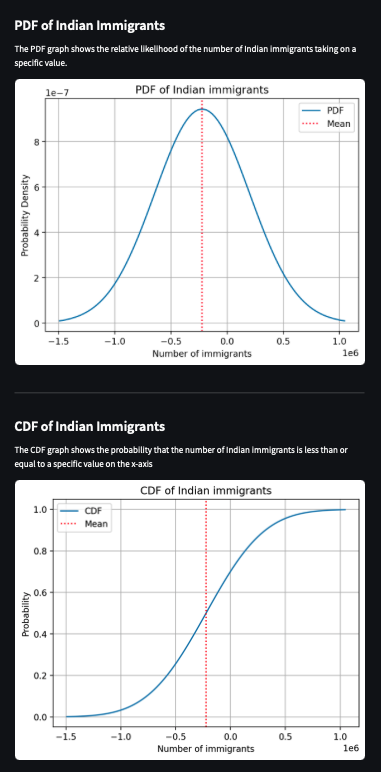 PDF of Indian Immigrants
The PDF graph shows the relative likelihood of the number of Indian immigrants taking on a
specific value.
PDF of Indian immigrants
1e−7
PDF
Mean
8
6
4
2
0
Probability Density
−1.5 −1.0 −0.5 0.0 0.5 1.0
1e6
Number of immigrants
CDF of Indian Immigrants
The CDF graph shows the probability that the number of Indian immigrants is less than or
equal to a specific value on the x-axis
CDF of Indian immigrants
CDF
Mean
1.0
0.8
0.6
0.4
0.2
0.0
Probability
−1.5 −1.0 −0.5 0.0 0.5 1.0
1e6
Number of immigrants